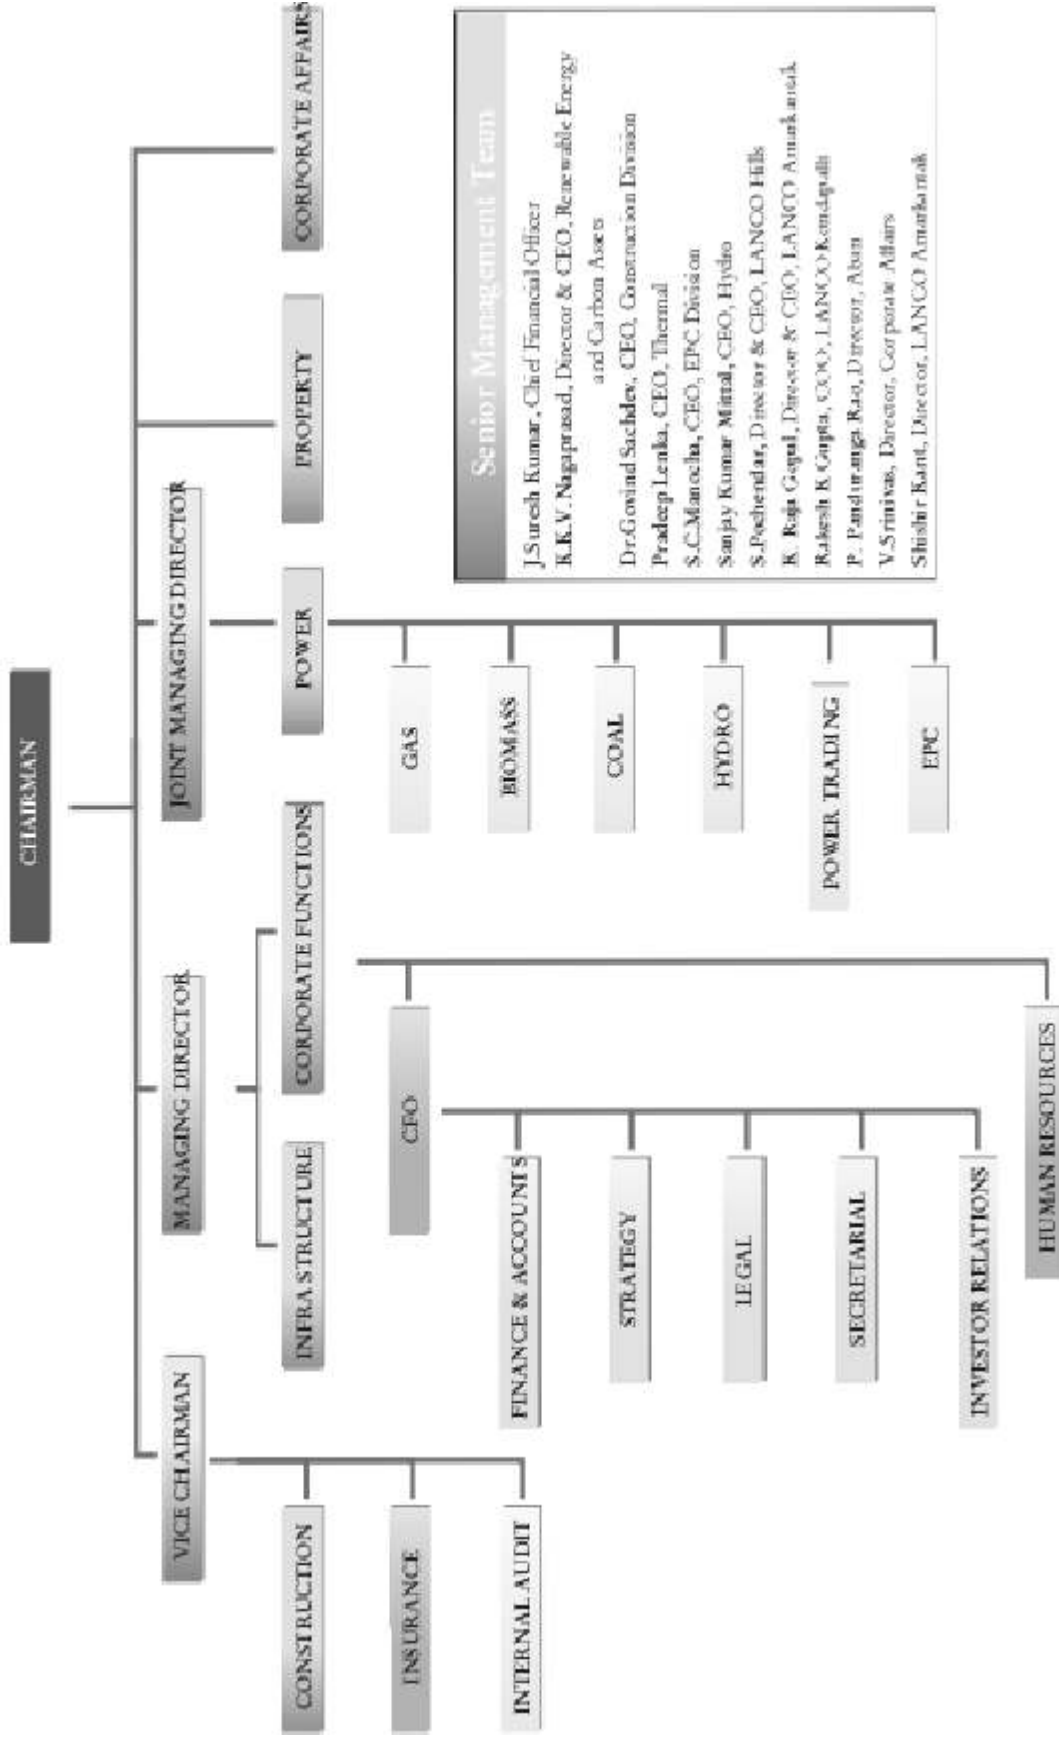 CHAIRMAN
VICE CHAIRMAN
MANAGING DIRECTOR
JOINT MANAGING DIRECTOR
CONSTRUCTION
INFRASTRUCTURE
CORPORATE FUNCTIONS
POWER
PROPERTY
CORPORATE AFFAIRS
INSURANCE
INTERNAL AUDIT
CFO
FINANCE & ACCOUNTS
STRATEGY
LEGAL
SECRETARIAL
INVESTOR RELATIONS
HUMAN RESOURCES
GAS
BIOMASS
COAL
HYDRO
POWER TRADING
EPC
Senior Management Team
J.Suresh Kumar, Chief Financial Officer
K.K.V. Nagaprasad, Director & CEO, Renewable Energy
and Carbon Assets
Dr.Govind Sachdev, CEO, Construction Division
Pradeep Lenka, CEO, Thermal
S.C.Manocha, CEO, EPC Division
Sanjay Kumar Mittal, CEO, Hydro
S.Pochendar, Director & CEO, LANCO Hills
K. Raja Gopal, Director & CEO, LANCO Amarkantak
Rakesh K Gupta, COO, LANCO Kondapalli
P. Panduranga Rao, Director, Aban
V.Srinivas, Director, Corporate Affairs
Shishir Kant, Director, LANCO Amarkantak